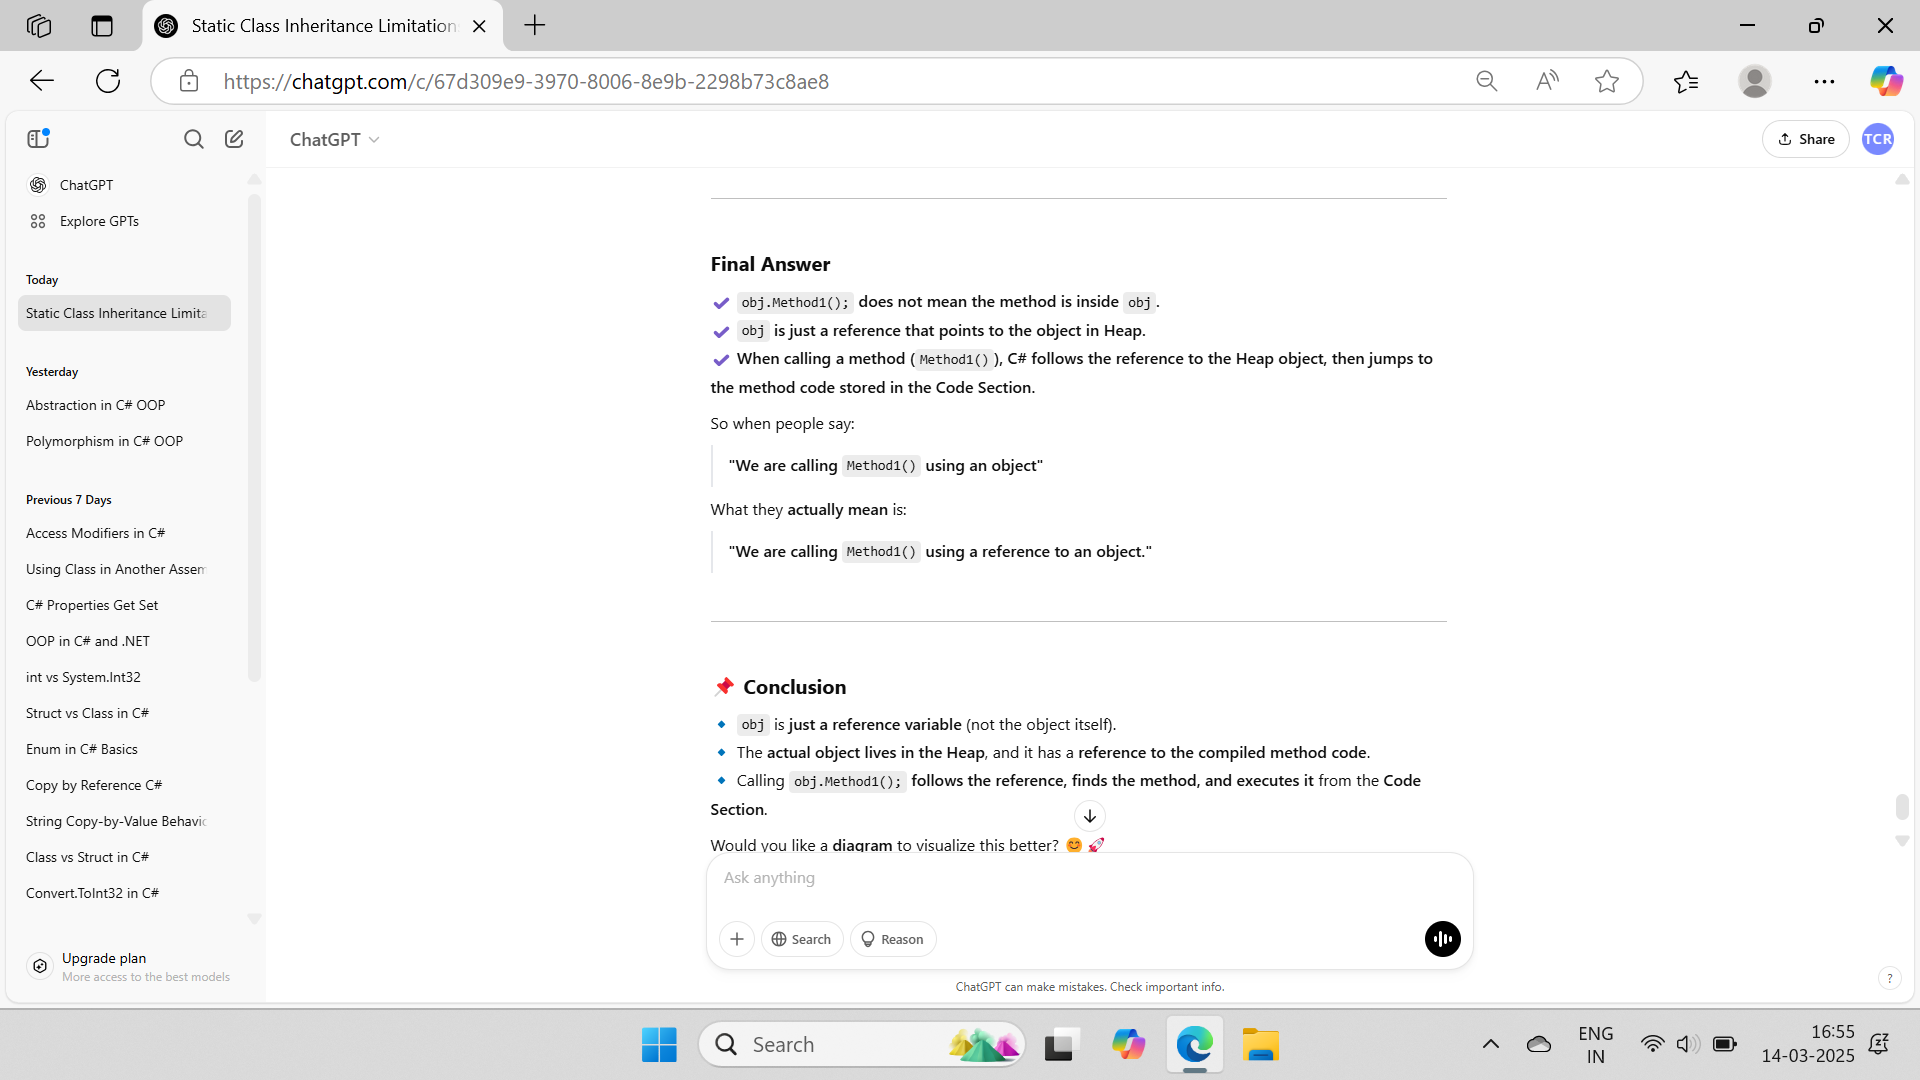 Static Class Inheritance Limitation
https://chatgpt.com/c/67d309e9-3970-8006-8e9b-2298b73c8ae8
ChatGPT
Share
TCR
ChatGPT
Explore GPTs
Today
Static Class Inheritance Limita
Yesterday
Abstraction in C# OOP
Polymorphism in C# OOP
Previous 7 Days
Access Modifiers in C#
Using Class in Another Assem
C# Properties Get Set
OOP in C# and .NET
int vs System.Int32
Struct vs Class in C#
Enum in C# Basics
Copy by Reference C#
String Copy-by-Value Behavio
Class vs Struct in C#
Convert.ToInt32 in C#
Upgrade plan
More access to the best models
Final Answer
✔ obj.Method1(); does not mean the method is inside obj.
✔ obj is just a reference that points to the object in Heap.
✔ When calling a method (Method1()), C# follows the reference to the Heap object, then jumps to
the method code stored in the Code Section.
So when people say:
"We are calling Method1() using an object"
What they actually mean is:
"We are calling Method1() using a reference to an object."
📌 Conclusion
🔹 obj is just a reference variable (not the object itself).
🔹 The actual object lives in the Heap, and it has a reference to the compiled method code.
🔹 Calling obj.Method1(); follows the reference, finds the method, and executes it from the Code
Section.
Would you like a diagram to visualize this better? 😊 🚀
Ask anything
Search
Reason
ChatGPT can make mistakes. Check important info.
?
Search
ENG
IN
16:55
14-03-2025